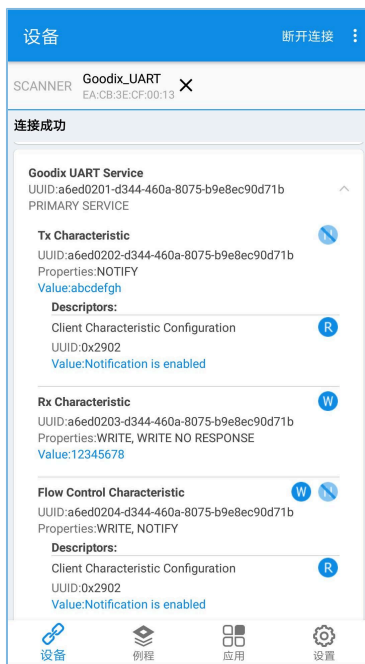 设备
断开连接
SCANNER
Goodix_UART
EA:CB:3E:CF:00:13
连接成功
Goodix UART Service
UUID:a6ed0201-d344-460a-8075-b9e8ec90d71b
PRIMARY SERVICE
Tx Characteristic
UUID:a6ed0202-d344-460a-8075-b9e8ec90d71b
Properties:NOTIFY
Value:abcdefgh
Descriptors:
Client Characteristic Configuration
R
UUID:0x2902
Value:Notification is enabled
Rx Characteristic
W
UUID:a6ed0203-d344-460a-8075-b9e8ec90d71b
Properties:WRITE, WRITE NO RESPONSE
Value:12345678
Flow Control Characteristic
W
UUID:a6ed0204-d344-460a-8075-b9e8ec90d71b
Properties:WRITE, NOTIFY
Descriptors:
Client Characteristic Configuration
R
UUID:0x2902
Value:Notification is enabled
设备
例程
应用
设置